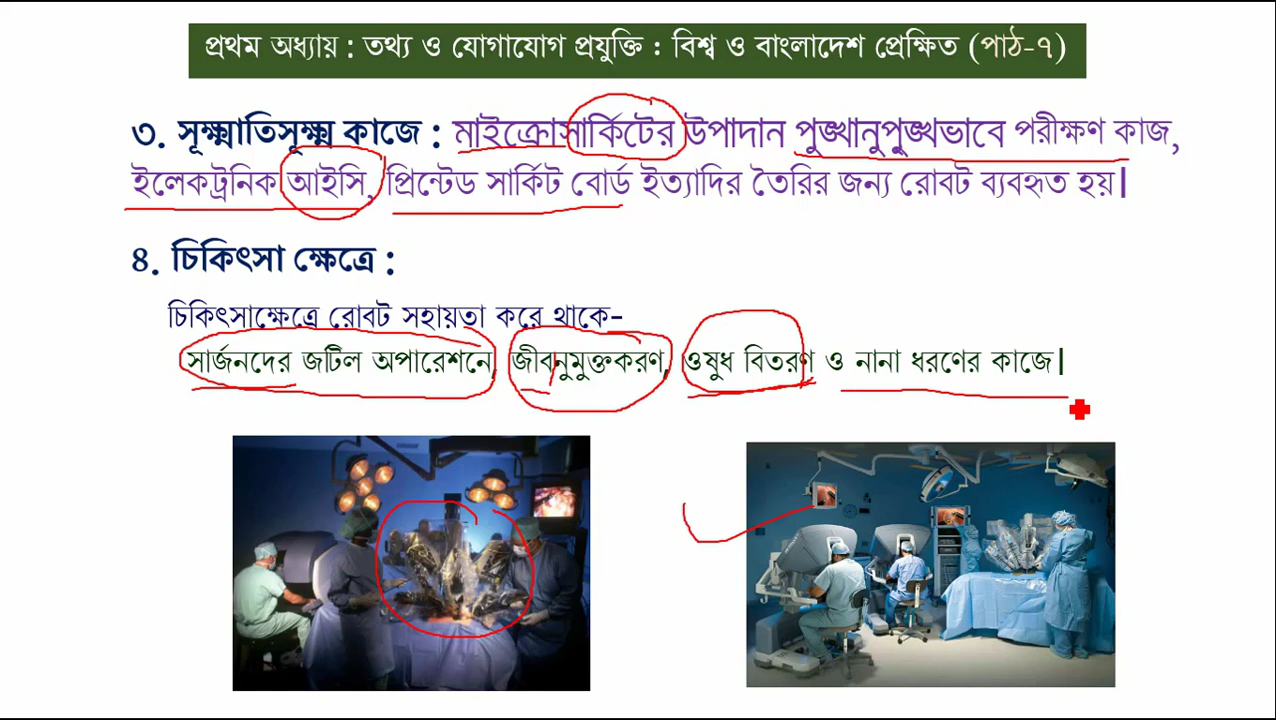 প্রথম অধ্যায় : তথ্য ও যোগাযোগ প্রযুক্তি : বিশ্ব ও বাংলাদেশ প্রেক্ষিত (পাঠ-৭)
৩. সূক্ষ্মাতিসূক্ষ্ম কাজে : মাইক্রোসার্কিটের উপাদান পুঙ্খানুপুঙ্খভাবে পরীক্ষণ কাজ,
ইলেকট্রনিক আইসি, প্রিন্টেড সার্কিট বোর্ড ইত্যাদির তৈরির জন্য রোবট ব্যবহৃত হয়|
৪. চিকিৎসা ক্ষেত্রে :
চিকিৎসাক্ষেত্রে রোবট সহায়তা করে থাকে-
সার্জনদের জটিল অপারেশনে, জীবনুমুক্তকরণ, ওষুধ বিতরণ ও নানা ধরণের কাজে|